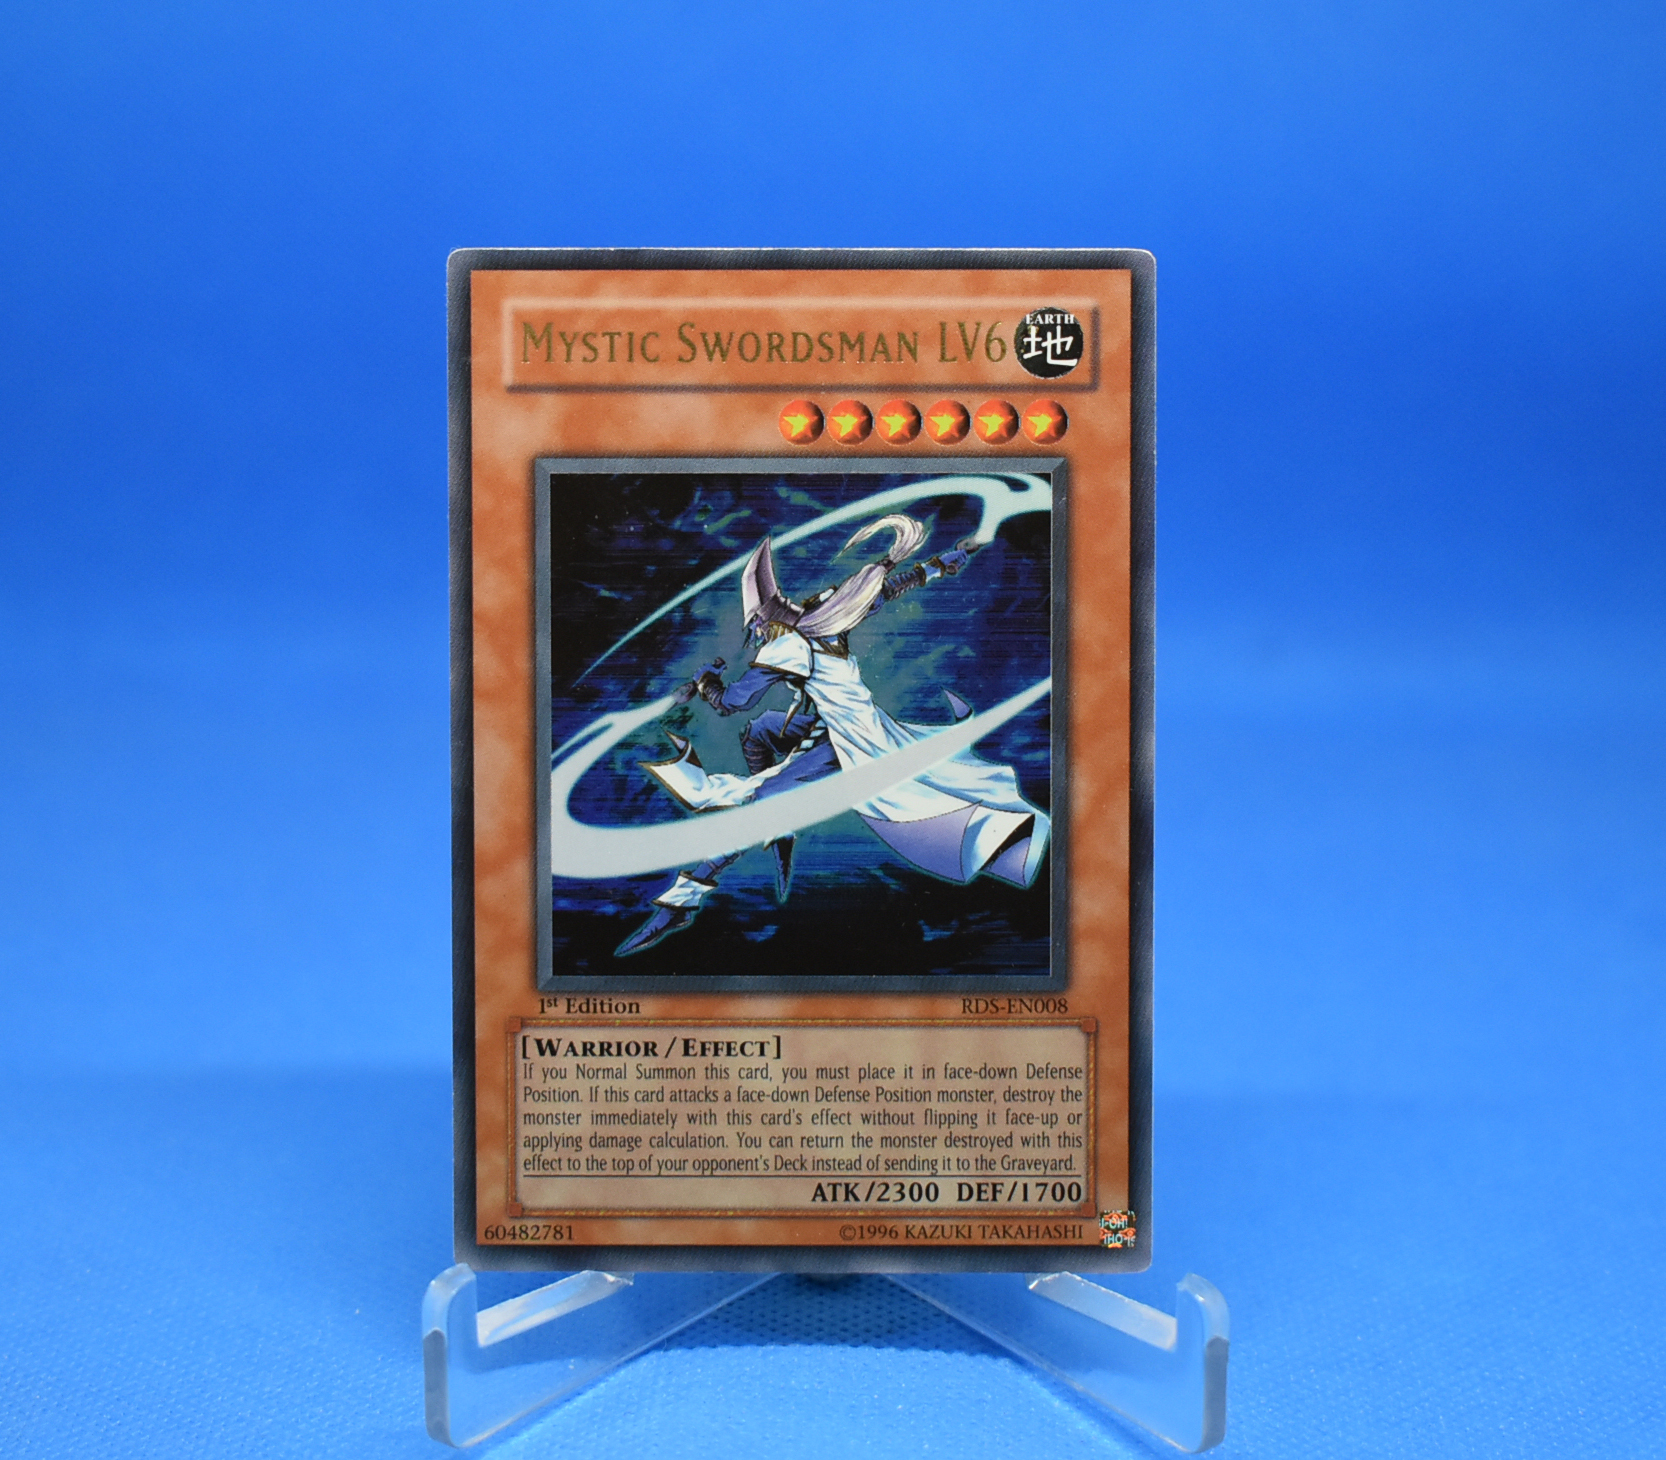 MYSTIC SWORDSMAN LV6
EARTH
地
1st Edition
RDS-EN008
[WARRIOR / EFFECT]
If you Normal Summon this card, you must place it in face-down Defense
Position. If this card attacks a face-down Defense Position monster, destroy the
monster immediately with this card's effect without flipping it face-up or
applying damage calculation. You can return the monster destroyed with this
effect to the top of your opponent's Deck instead of sending it to the Graveyard.
ATK/2300 DEF/1700
60482781
©1996 KAZUKI TAKAHASHI